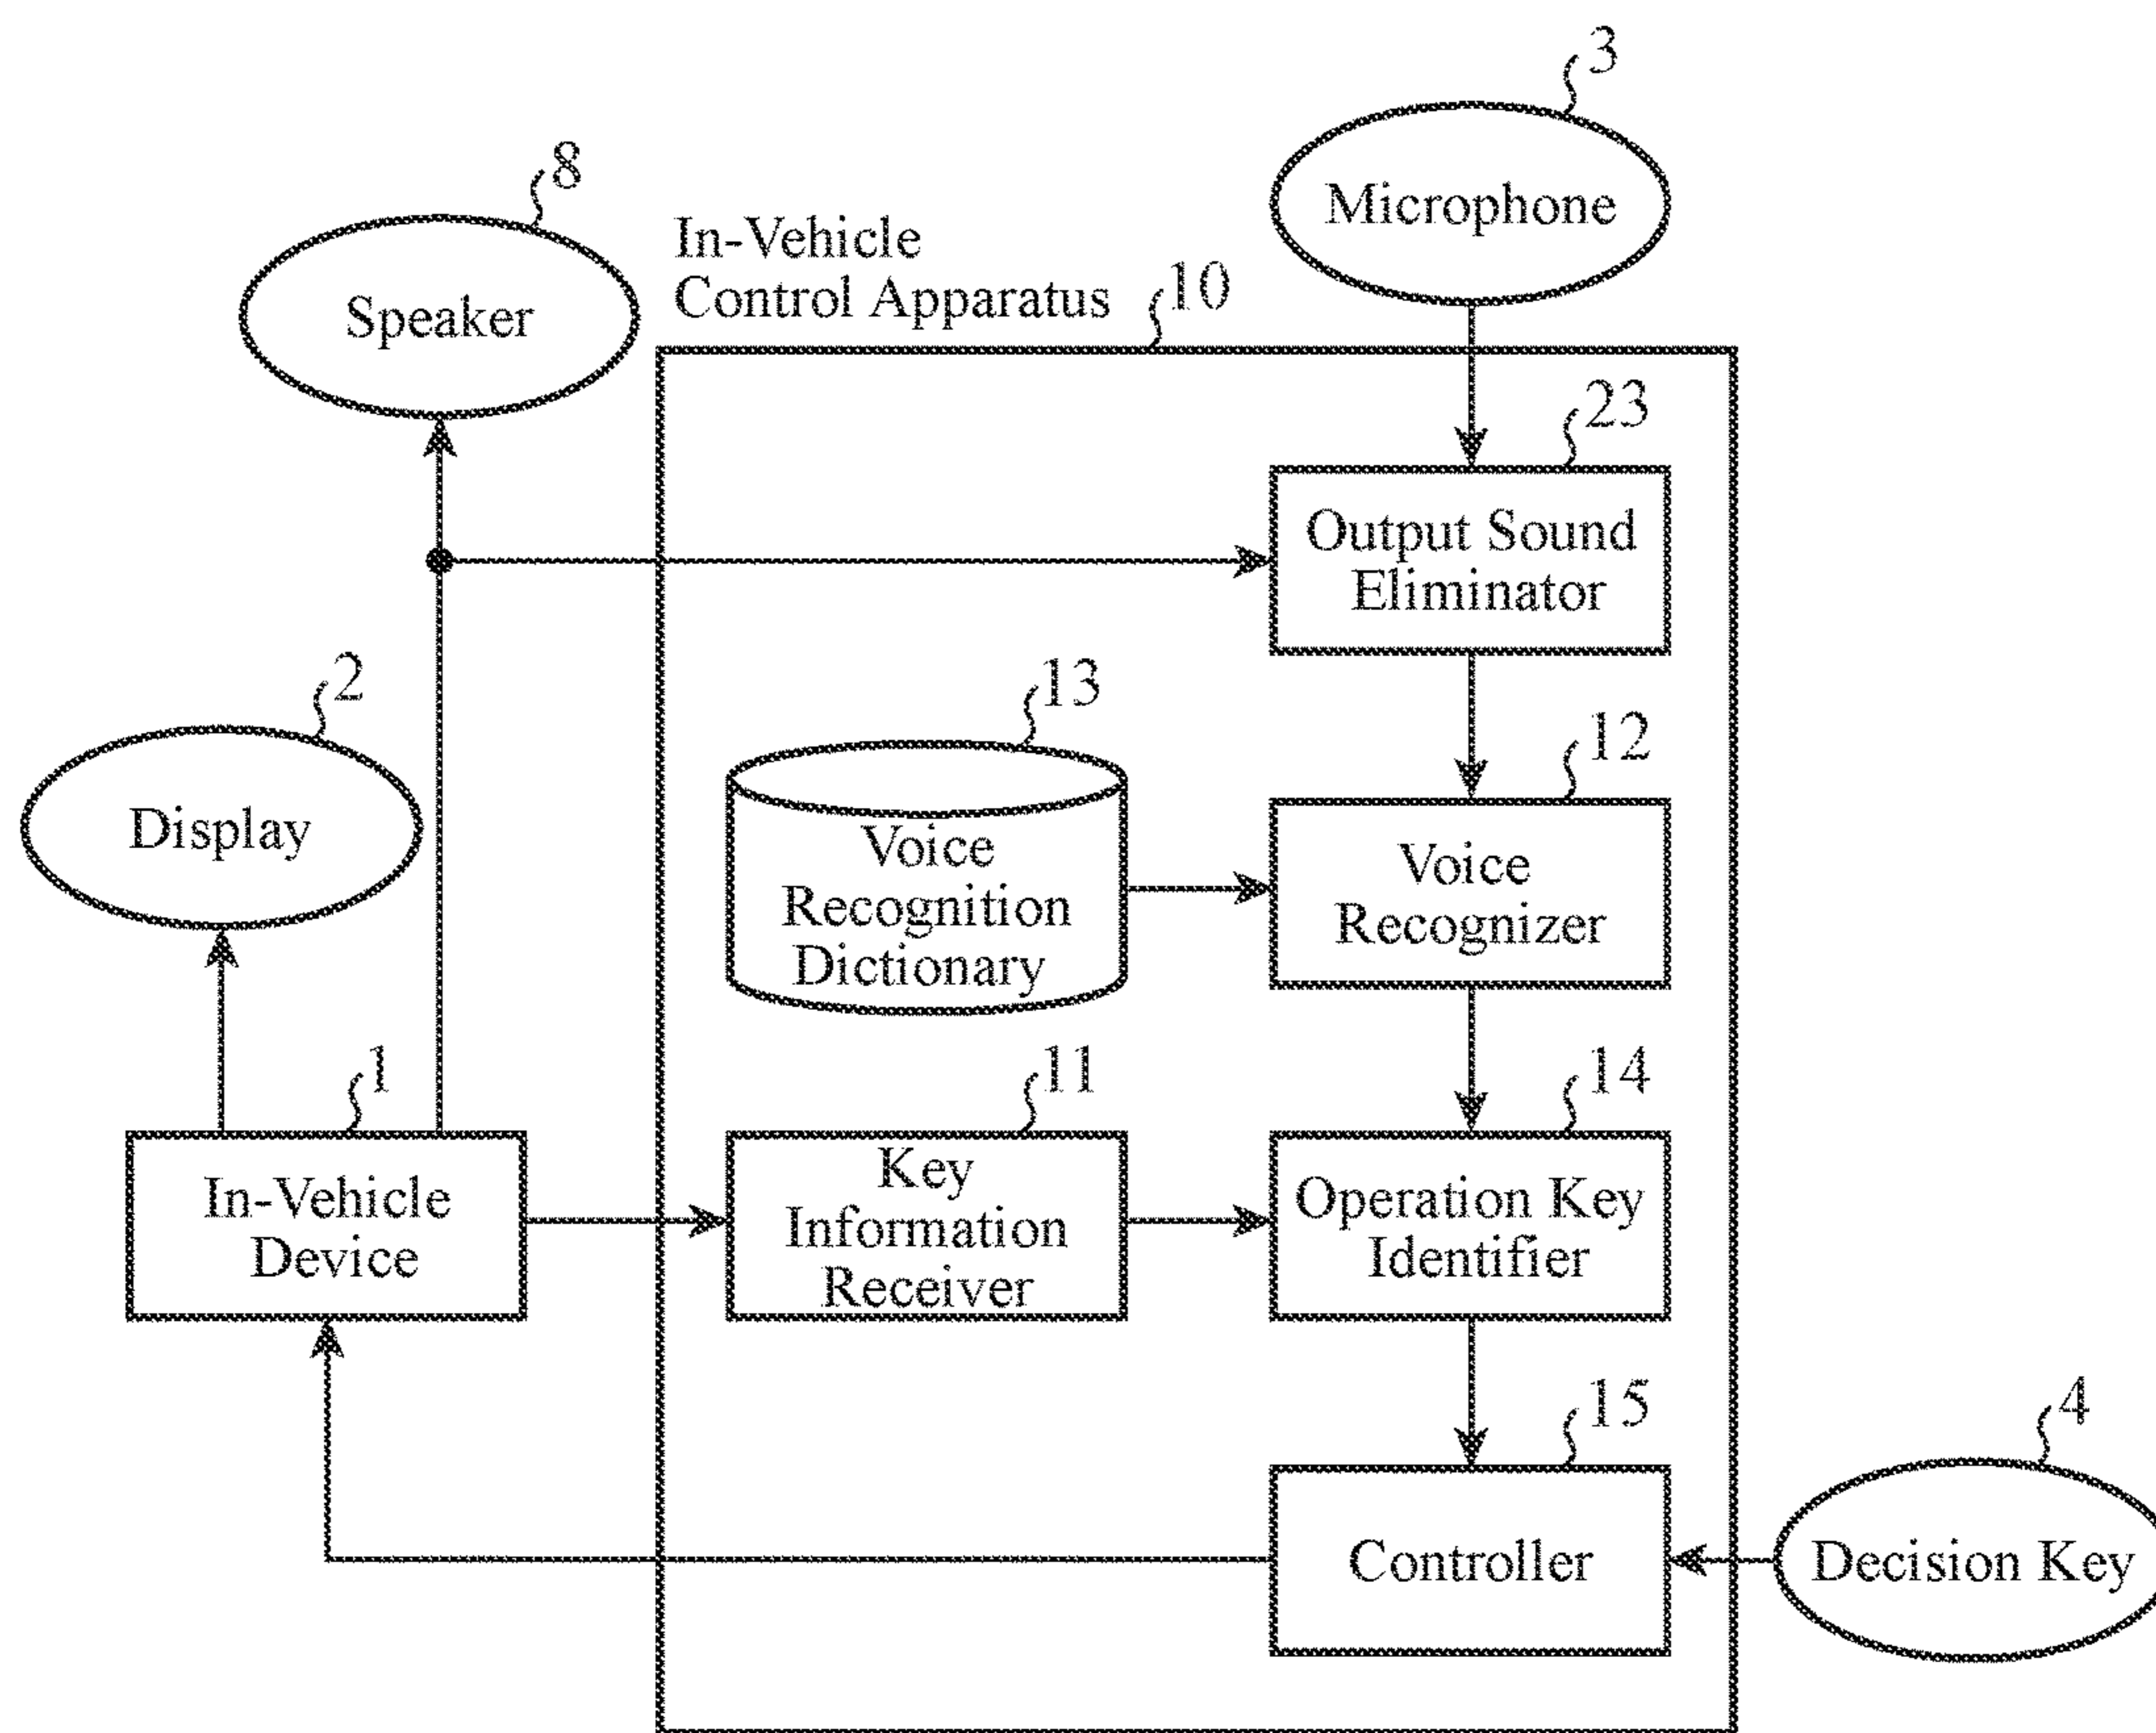 3
Microphone
8
Speaker
In-Vehicle
Control Apparatus
10
23
Output Sound
Eliminator
2
Display
13
Voice
Recognition
Dictionary
12
Voice
Recognizer
1
In-Vehicle
Device
11
Key
Information
Receiver
14
Operation Key
Identifier
15
Controller
4
Decision Key